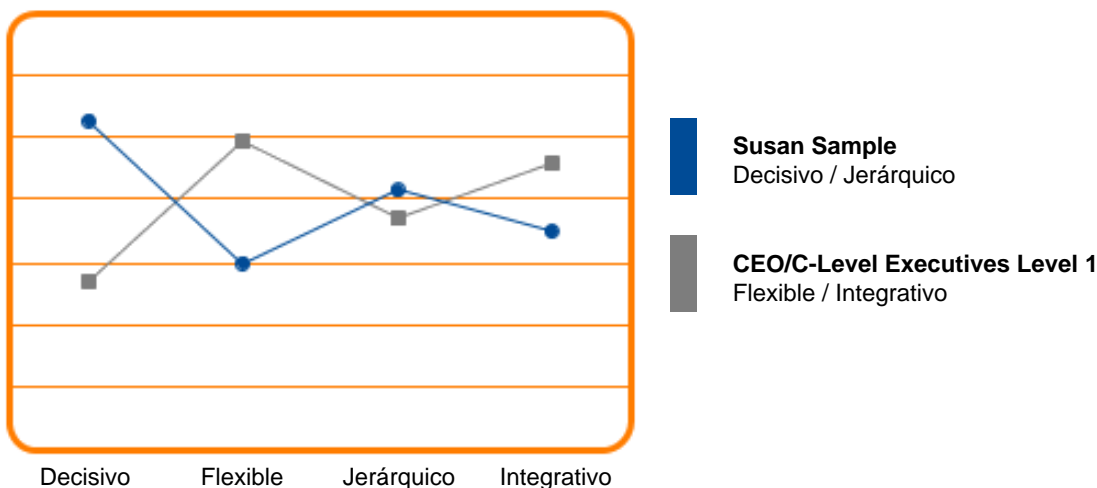 Susan Sample
Decisivo / Jerárquico
CEO/C-Level Executives Level 1
Flexible / Integrativo
Decisivo Flexible Jerárquico Integrativo